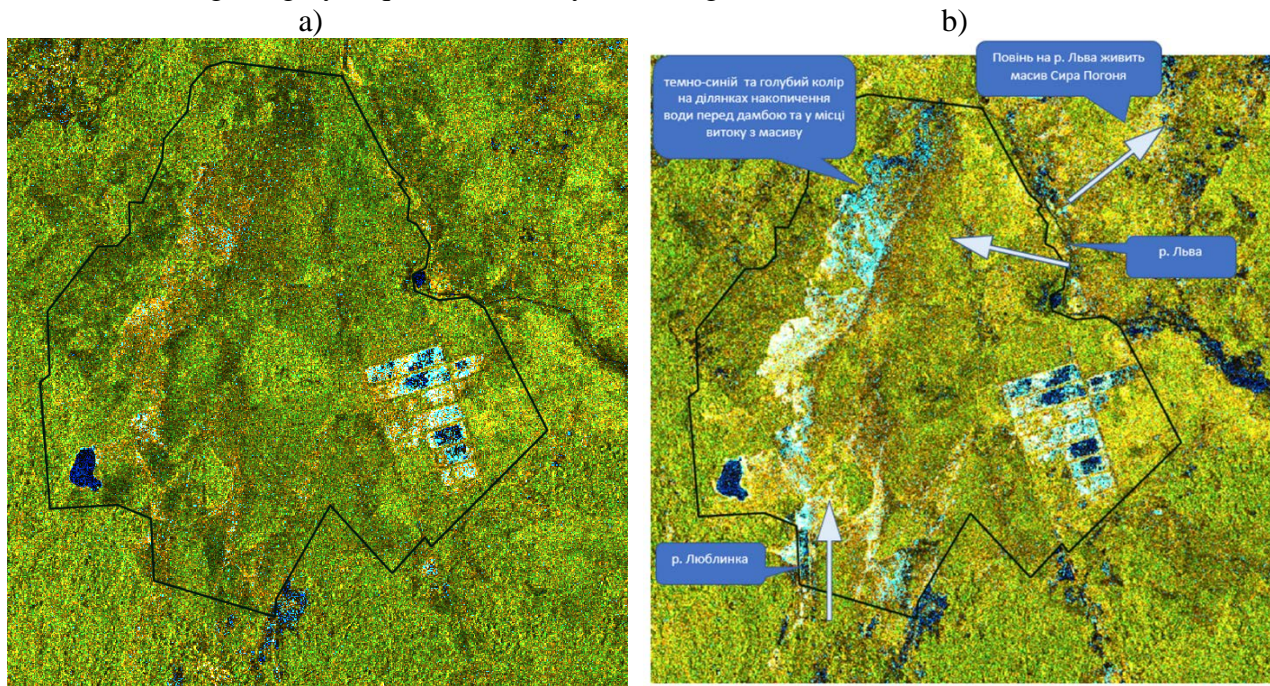 a)
b)
темно-синій та голубий колір
на ділянках накопичення
води перед дамбою та у місці
витоку з масиву
Повінь на р. Льва живить
масив Сира Погоня
р. Льва
р. Люблинка